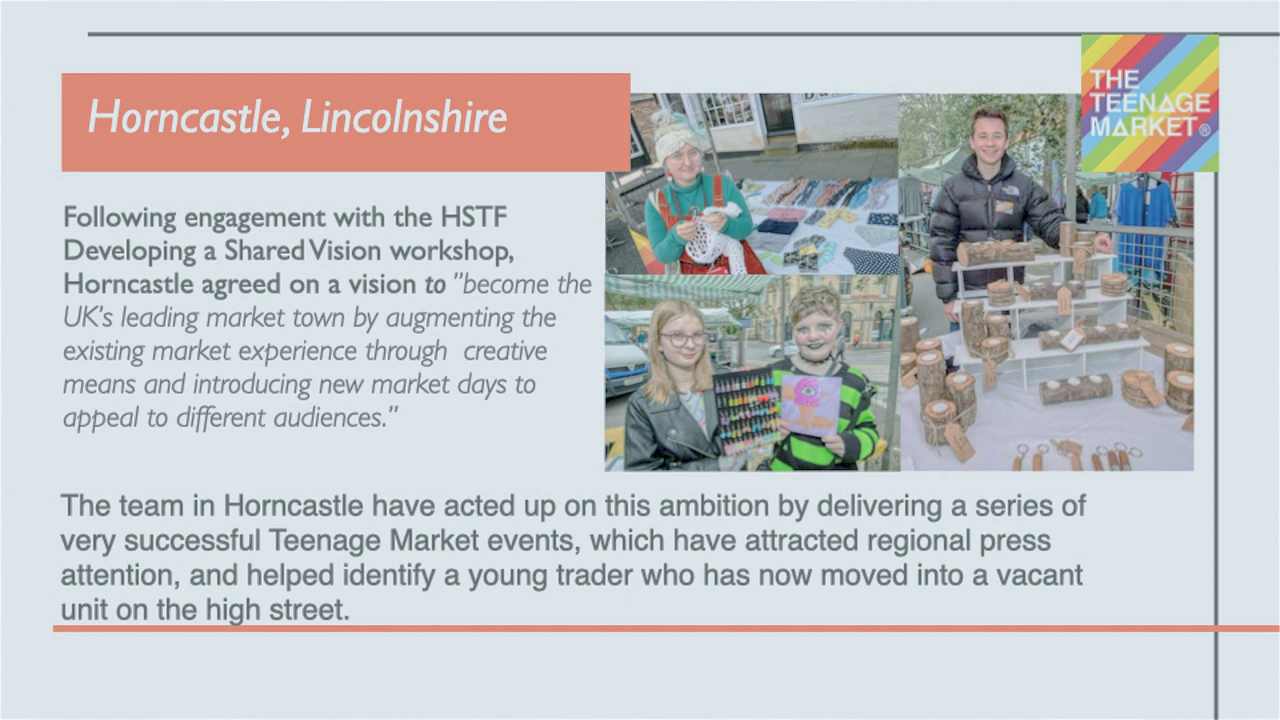 Horncastle, Lincolnshire
THE
TEENAGE
MARKET®
Following engagement with the HSTF
Developing a Shared Vision workshop,
Horncastle agreed on a vision to ”become the
UK’s leading market town by augmenting the
existing market experience through  creative
means and introducing new market days to
appeal to different audiences.”
The team in Horncastle have acted up on this ambition by delivering a series of
very successful Teenage Market events, which have attracted regional press
attention, and helped identify a young trader who has now moved into a vacant
unit on the high street.